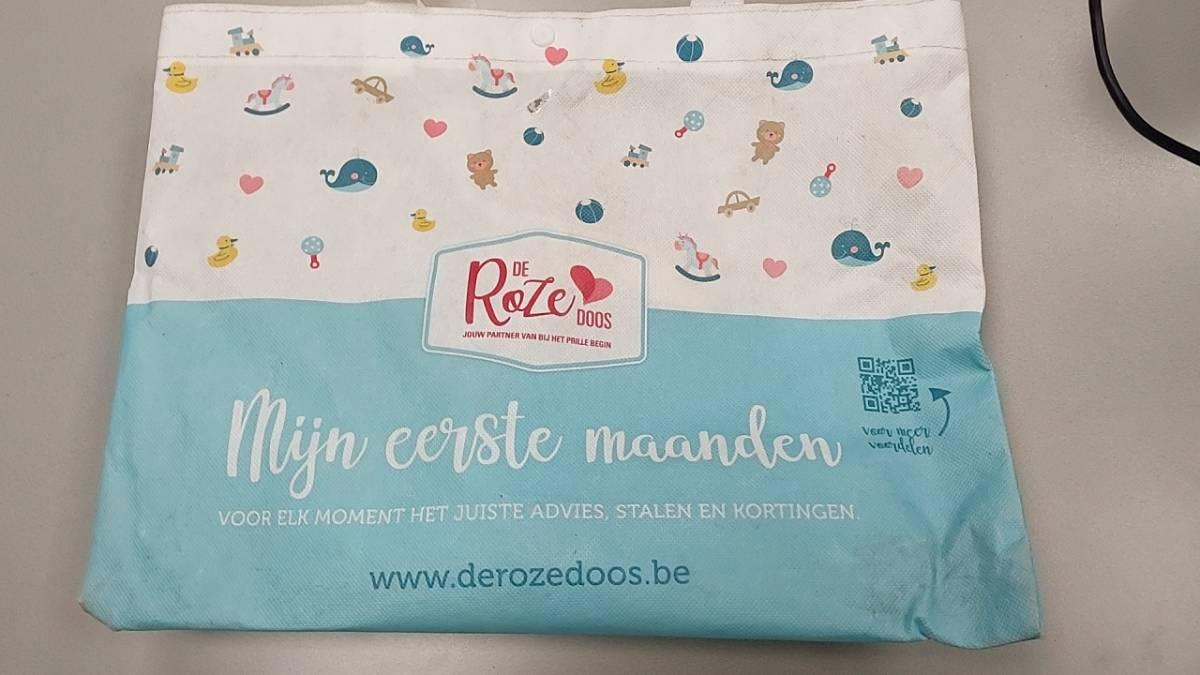 DE
Roze
DOOS
JOUW PARTNER VAN BIJ HET PRILLE BEGIN
Mijn eerste maanden
voor meer
voordelen
VOOR ELK MOMENT HET JUISTE ADVIES, STALEN EN KORTINGEN.
www.derozedoos.be